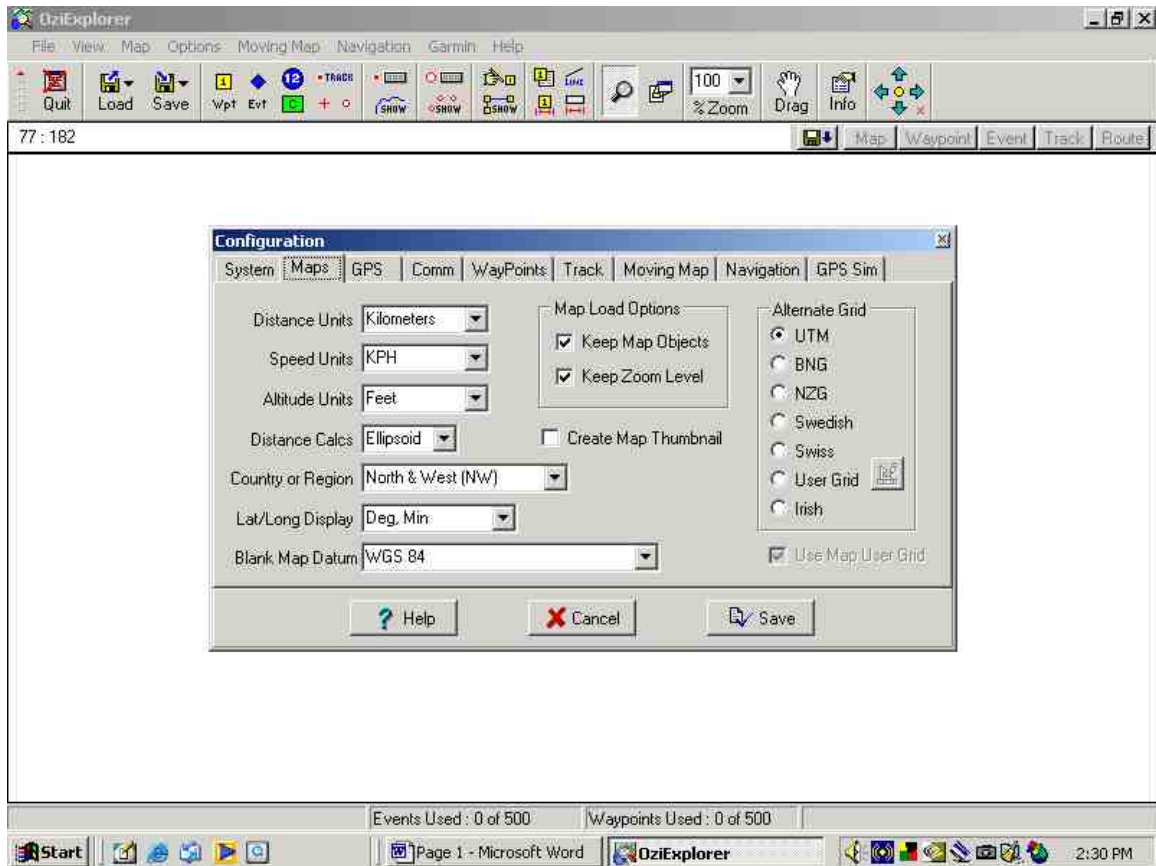 OziExplorer
File View Map Options Moving Map Navigation Garmin Help
Quit Load Save Wpt Evt 1 12 TRACK C SHOW SHOW SHOW LINE 1 1 100 % Zoom Drag Info
77 : 182 Map Waypoint Event Track Route
Configuration
System Maps GPS Comm WayPoints Track Moving Map Navigation GPS Sim
Distance Units Kilometers
Speed Units KPH
Altitude Units Feet
Distance Calcs Ellipsoid
Country or Region North & West (NW)
Lat/Long Display Deg, Min
Blank Map Datum WGS 84
Map Load Options
Keep Map Objects
Keep Zoom Level
Create Map Thumbnail
Alternate Grid
UTM
BNG
NZG
Swedish
Swiss
User Grid
Irish
Use Map User Grid
? Help Cancel Save
Events Used : 0 of 500 Waypoints Used : 0 of 500
Start Page 1 - Microsoft Word OziExplorer 2:30 PM